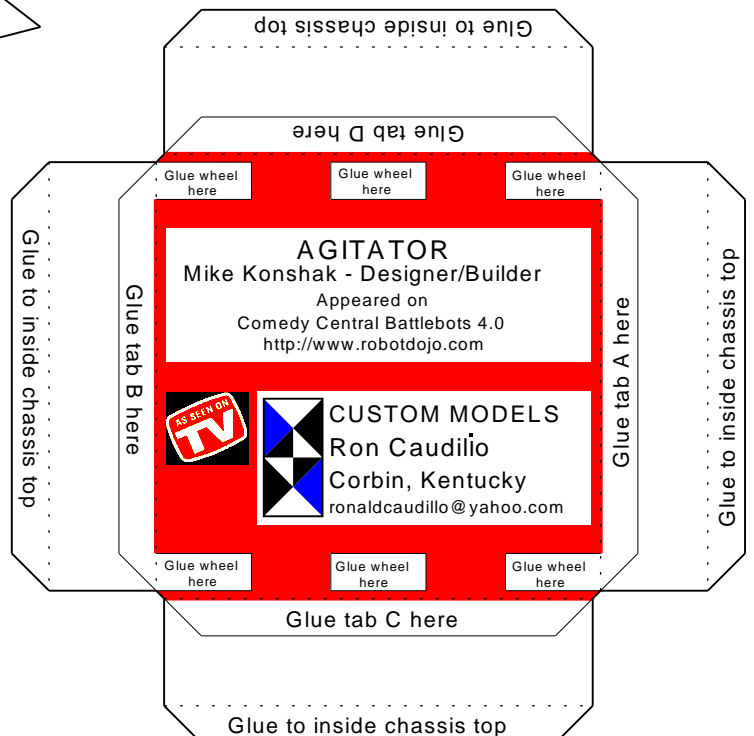 Glue to inside chassis top
Glue tab D here
Glue wheel
here
Glue wheel
here
Glue wheel
here
AGITATOR
Mike Konshak - Designer/Builder
Appeared on
Comedy Central Battlebots 4.0
http://www.robotdojo.com
Glue to inside chassis top
Glue tab B here
Glue tab A here
Glue to inside chassis top
AS SEEN ON
TV
CUSTOM MODELS
Ron Caudilio
Corbin, Kentucky
ronaldcaudillo@yahoo.com
Glue wheel
here
Glue wheel
here
Glue wheel
here
Glue tab C here
Glue to inside chassis top